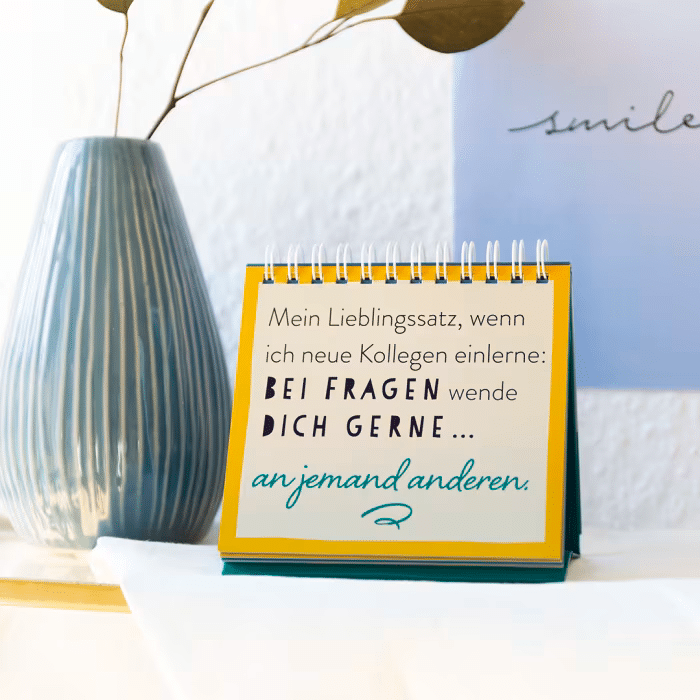 smile
Mein Lieblingssatz, wenn
ich neue Kollegen einlerne:
BEI FRAGEN wende
DICH GERNE...
an jemand anderen.